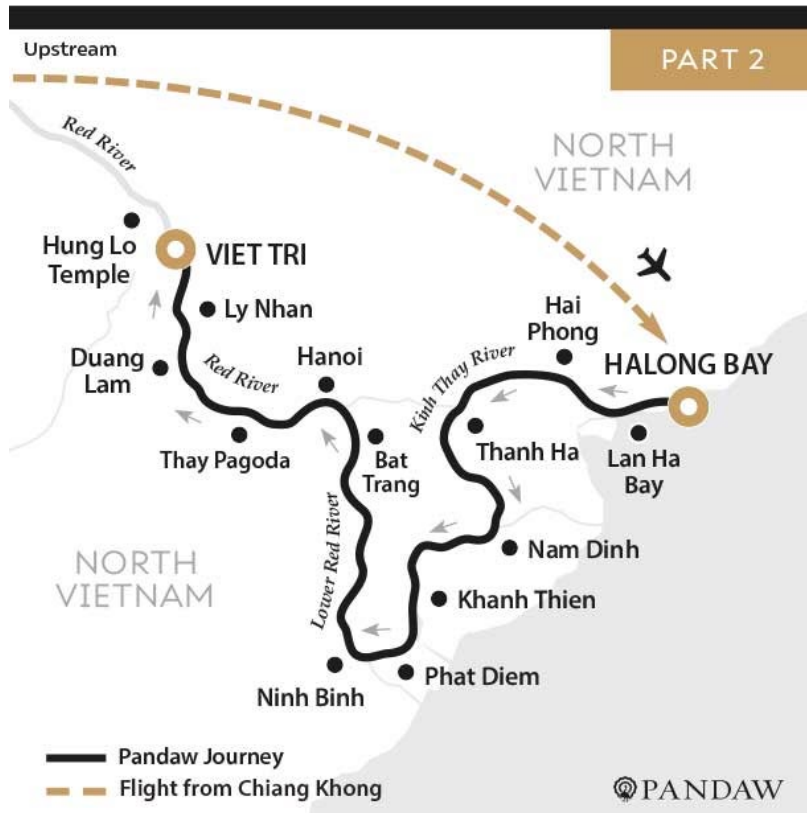 Upstream
PART 2
Red River
NORTH
VIETNAM
Hung Lo
Temple
VIET TRI
Ly Nhan
Hai
Phong
Duang
Lam
Red River
Hanoi
Kinh Thay River
HALONG BAY
Thay Pagoda
Bat
Trang
Thanh Ha
Lan Ha
Bay
Lower Red River
NORTH
VIETNAM
Nam Dinh
Khanh Thien
Ninh Binh
Phat Diem
Pandaw Journey
Flight from Chiang Khong
PANDAW